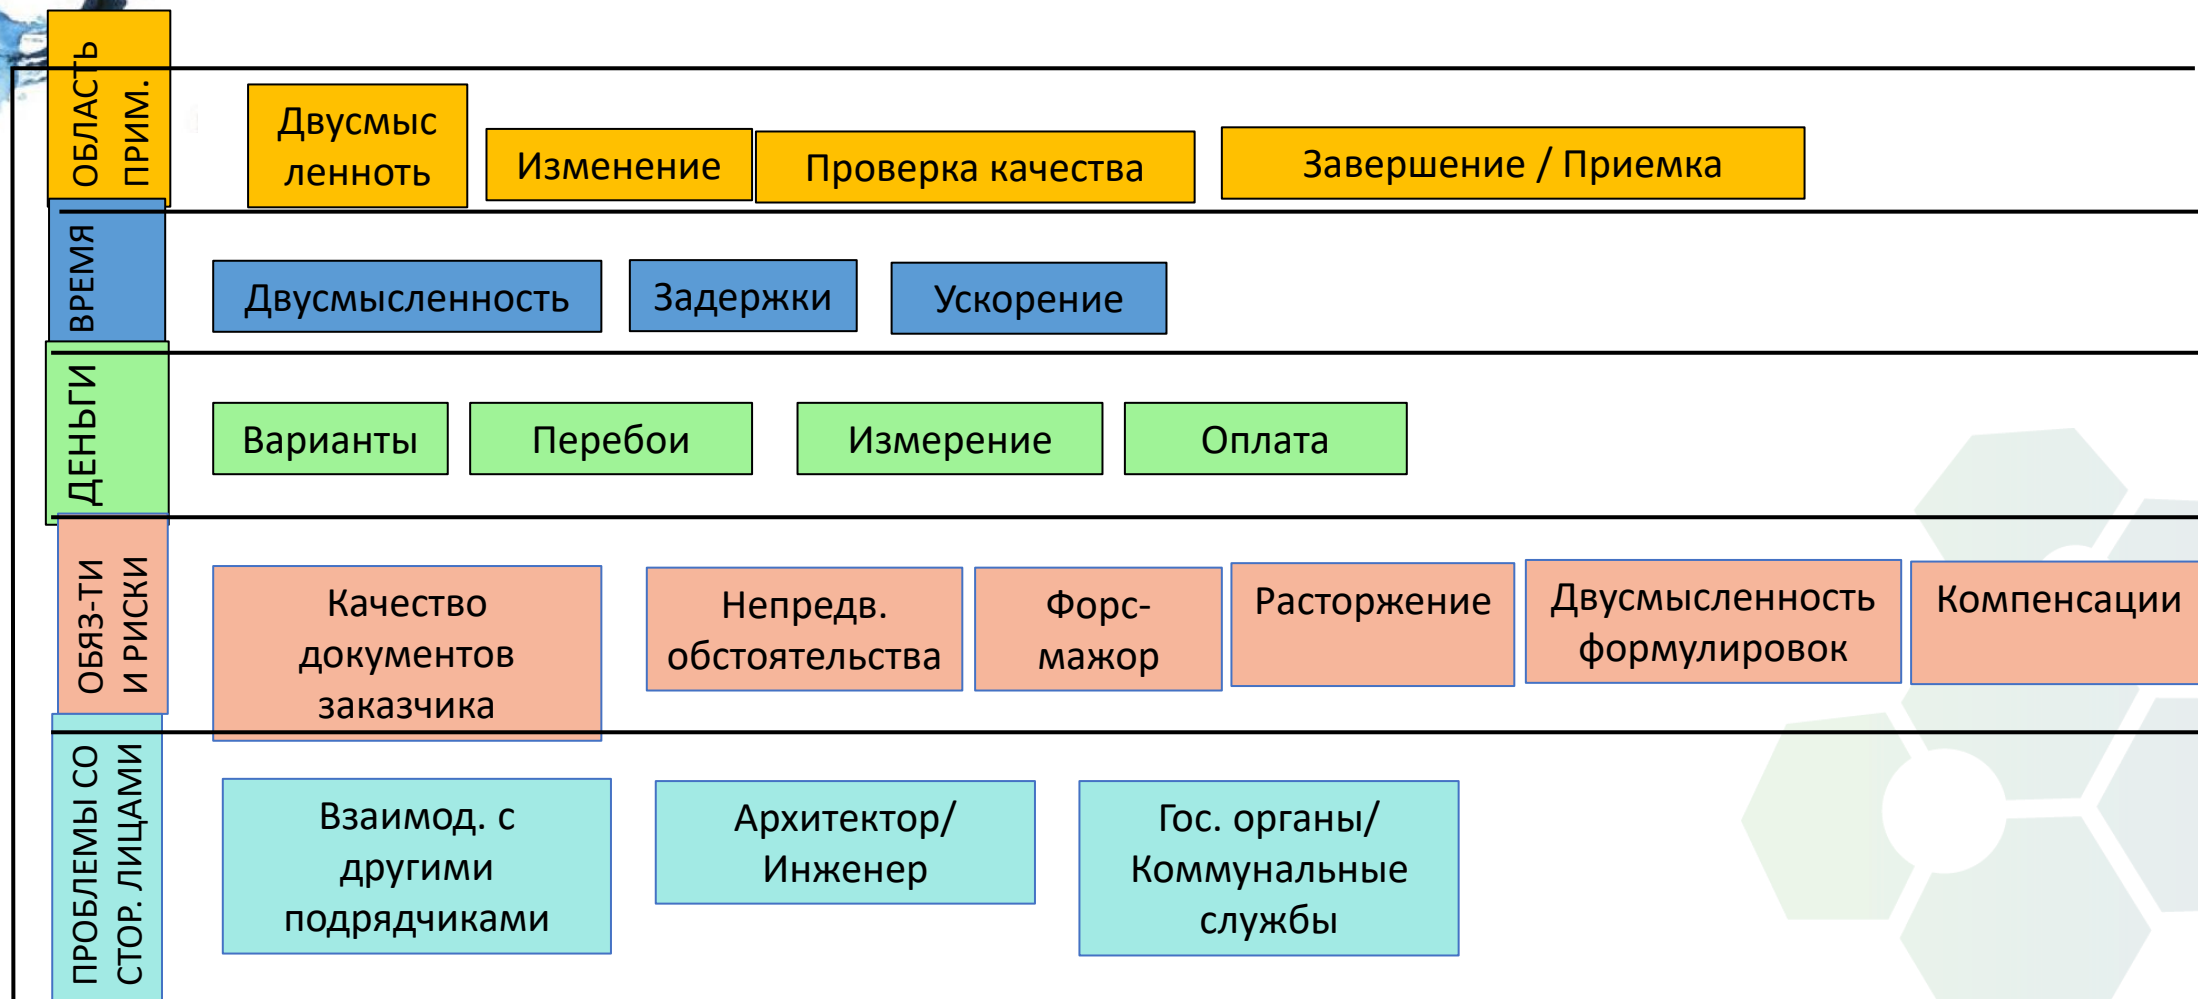 ОБЛАСТЬ
ПРИМ.
Двусмыс
ленноть
Изменение
Проверка качества
Завершение / Приемка
ВРЕМЯ
Двусмысленность
Задержки
Ускорение
ДЕНЬГИ
Варианты
Перебои
Измерение
Оплата
ОБЯЗ-ТИ
И РИСКИ
Качество
документов
заказчика
Непредв.
обстоятельства
Форс-
мажор
Расторжение
Двусмысленность
формулировок
Компенсации
ПРОБЛЕМЫ СО
СТОР. ЛИЦАМИ
Взаимод. с
другими
подрядчиками
Архитектор/
Инженер
Гос. органы/
Коммунальные
службы